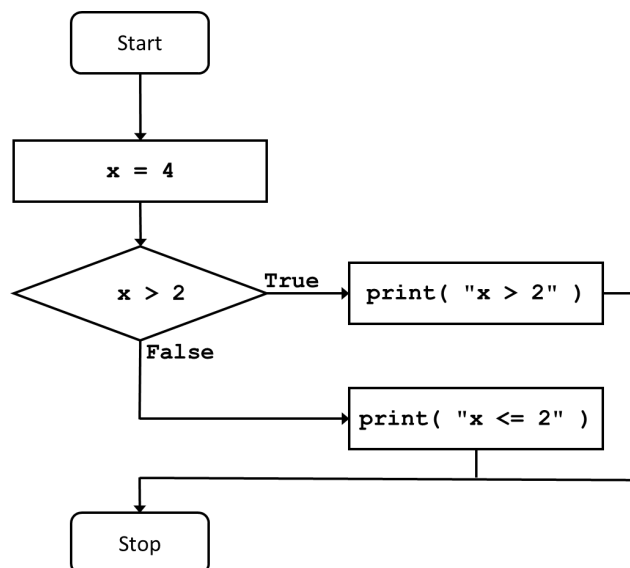 Start
x = 4
x > 2
True
print( "x > 2" )
False
print( "x <= 2" )
Stop